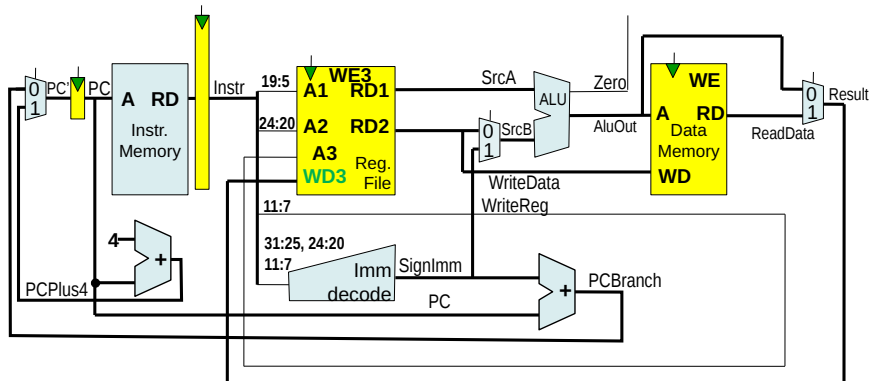 WE3
WE
0
1
PC'
PC
A RD
Instr.
Memory
Instr
19:5
A1 RD1
24:20
A2 RD2
A3
WD3
Reg.
File
SrcA
0
1
SrcB
ALU
Zero
AluOut
A RD
Data
Memory
WD
ReadData
0
1
Result
WriteData
WriteReg
11:7
31:25, 24:20
11:7
Imm
decode
SignImm
4
+
PCPlus4
PC
+
PCBranch